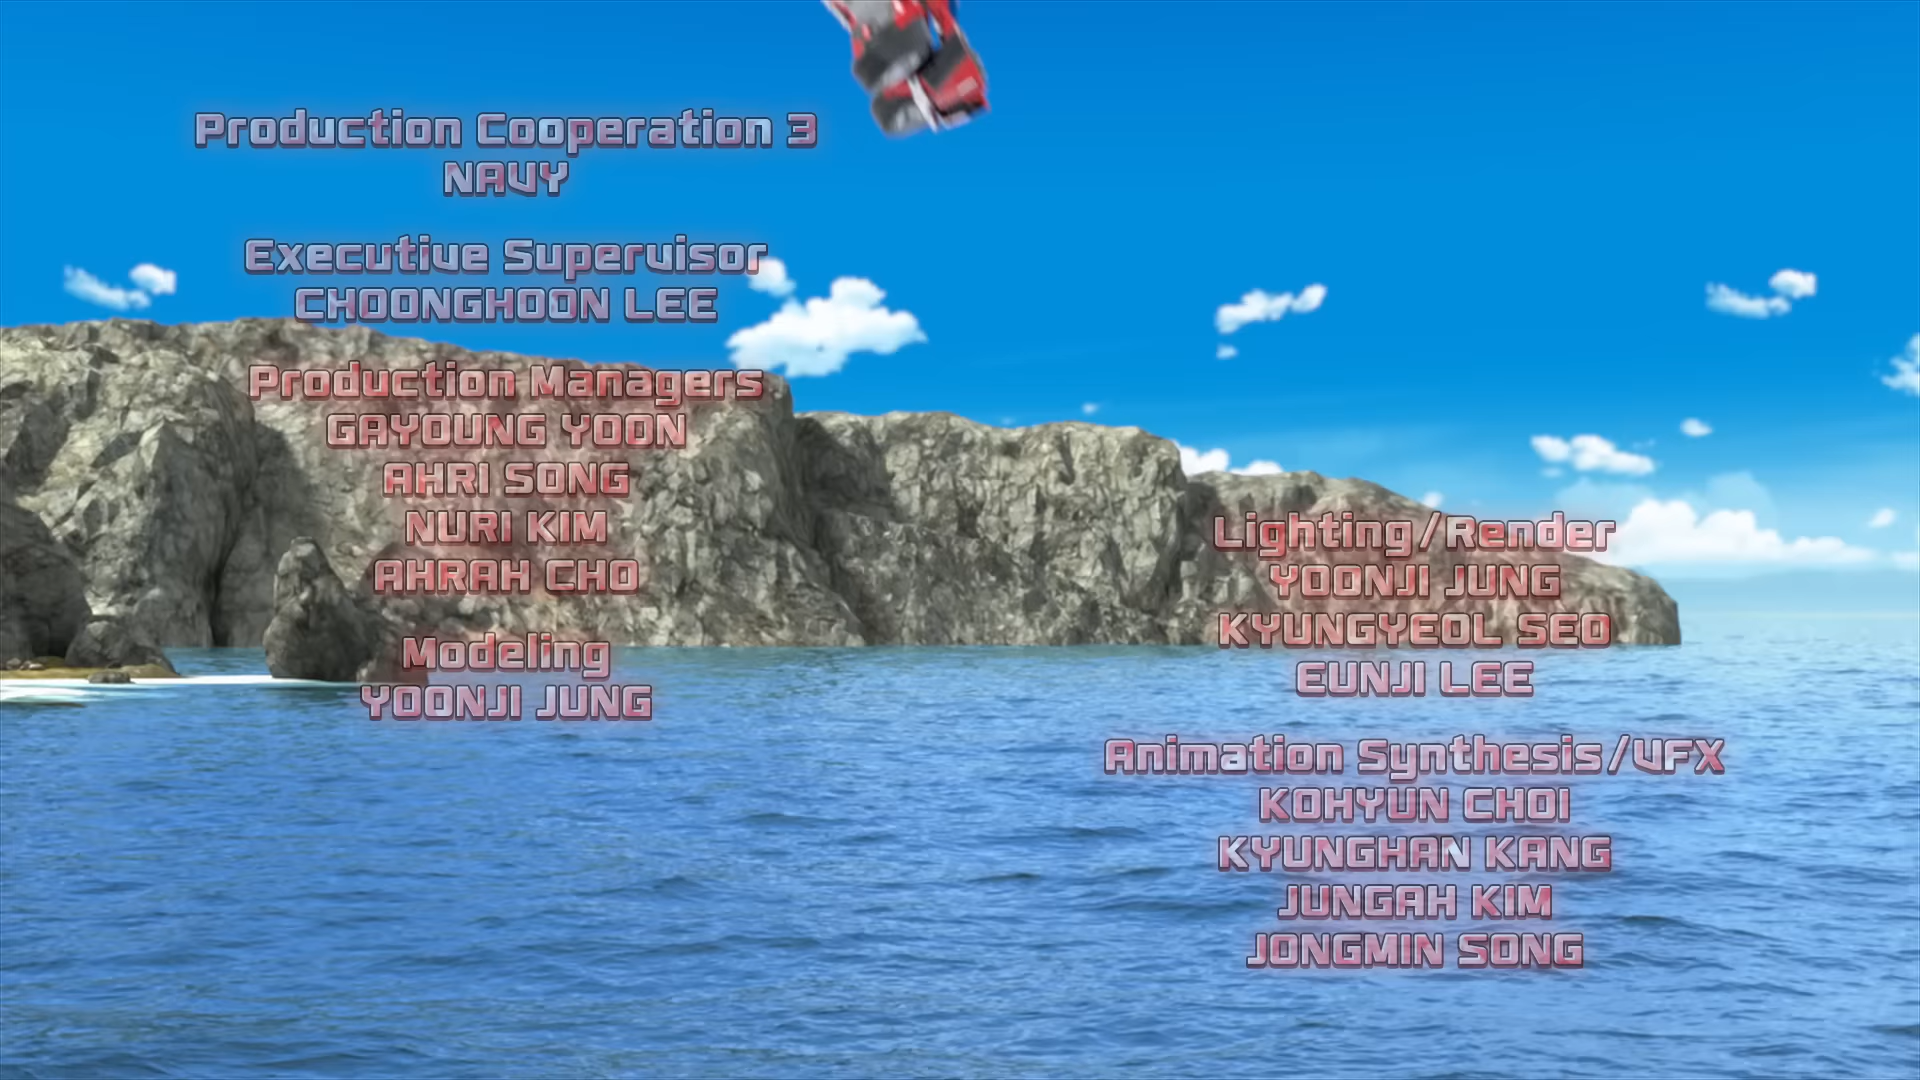 Production Cooperation 3
NAVY
Executive Supervisor
CHOONGHOON LEE
Production Managers
GAYOUNG YOON
AHRI SONG
NURI KIM
AHRAH CHO
Modeling
YOONJI JUNG
Lighting/Render
YOONJI JUNG
KYUNGYEOL SEO
EUNJI LEE
Animation Synthesis/VFX
KOHYUN CHOI
KYUNGHAN KANG
JUNGAH KIM
JONGMIN SONG